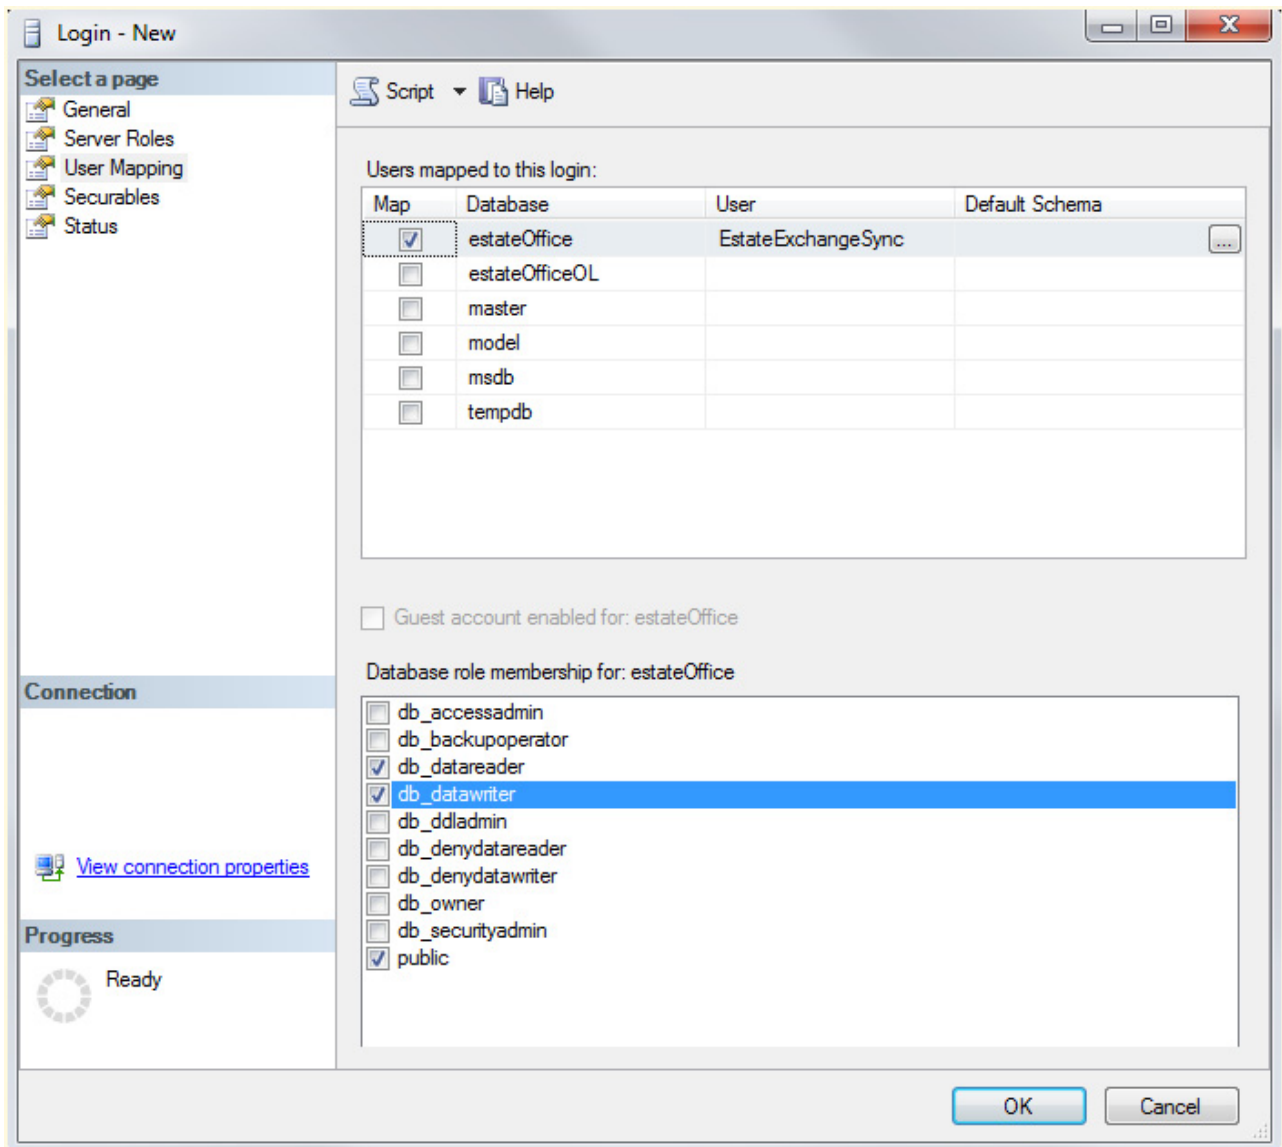 Login - New
Select a page
General
Server Roles
User Mapping
Securables
Status
Script Help
Users mapped to this login:
Map Database User Default Schema
estateOffice EstateExchangeSync ...
estateOfficeOL
master
model
msdb
tempdb
Guest account enabled for: estateOffice
Database role membership for: estateOffice
db_accessadmin
db_backupoperator
db_datareader
db_datawriter
db_ddladmin
db_denydatareader
db_denydatawriter
db_owner
db_securityadmin
public
Connection
View connection properties
Progress
Ready
OK Cancel